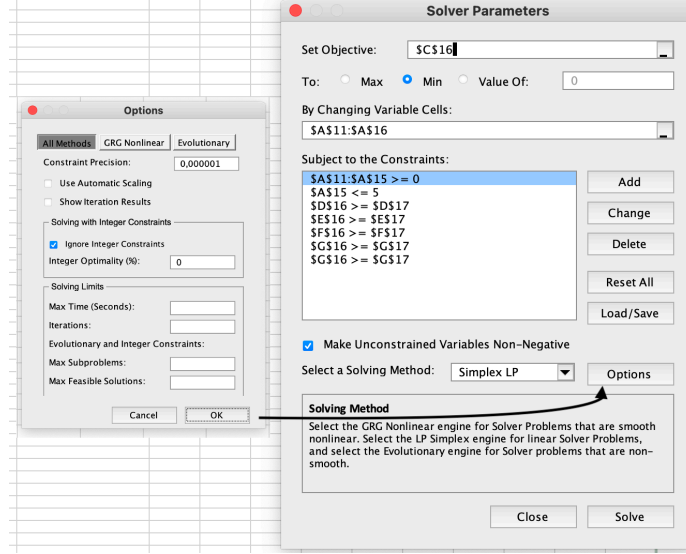 Solver Parameters
Set Objective: $C$16
To: Max Min Value Of: 0
By Changing Variable Cells:
$A$11:$A$16
Subject to the Constraints:
$A$11:$A$15 >= 0
$A$15 <= 5
$D$16 >= $D$17
$E$16 >= $E$17
$F$16 >= $F$17
$G$16 >= $G$17
$G$16 >= $G$17
Add
Change
Delete
Reset All
Load/Save
Make Unconstrained Variables Non-Negative
Select a Solving Method: Simplex LP Options
Solving Method
Select the GRG Nonlinear engine for Solver Problems that are smooth
nonlinear. Select the LP Simplex engine for linear Solver Problems,
and select the Evolutionary engine for Solver problems that are non-
smooth.
Close Solve
Options
All Methods GRG Nonlinear Evolutionary
Constraint Precision: 0,000001
Use Automatic Scaling
Show Iteration Results
Solving with Integer Constraints
Ignore Integer Constraints
Integer Optimality (%): 0
Solving Limits
Max Time (Seconds):
Iterations:
Evolutionary and Integer Constraints:
Max Subproblems:
Max Feasible Solutions:
Cancel OK